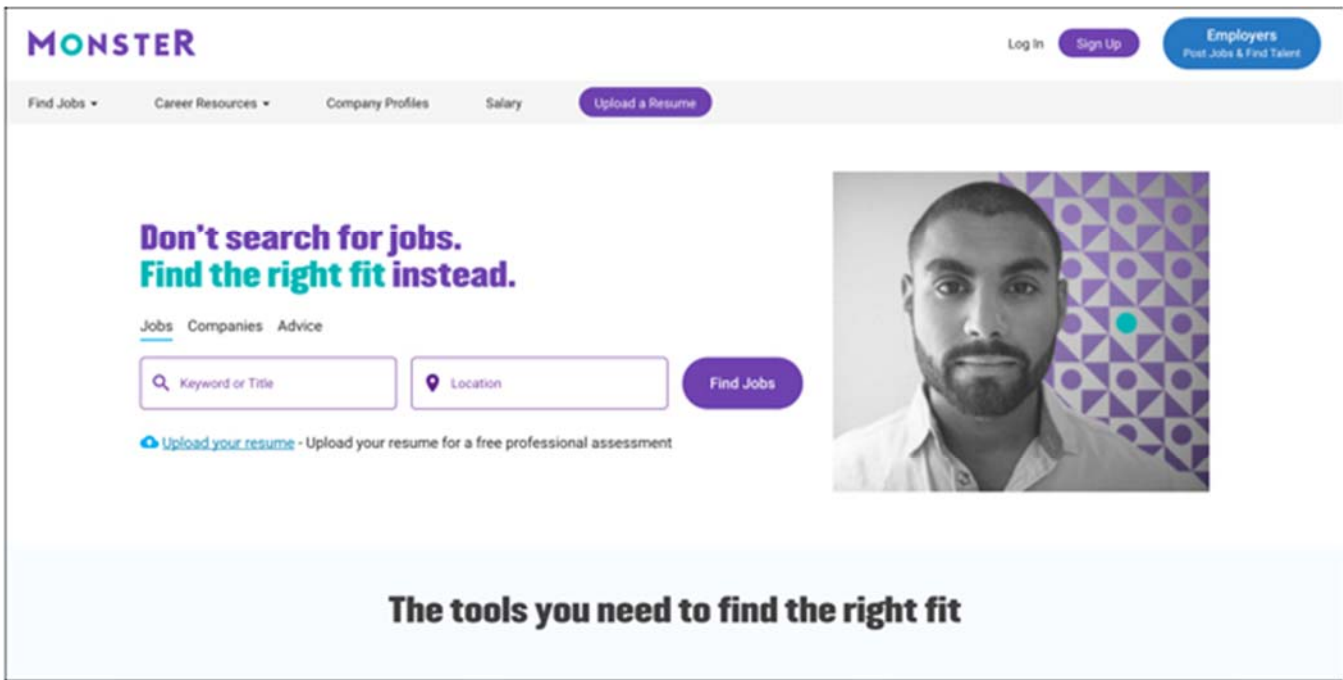 MONSTER
Log In
Sign Up
Employers
Post Jobs & Find Talent
Find Jobs
Career Resources
Company Profiles
Salary
Upload a Resume
Don't search for jobs.
Find the right fit instead.
Jobs Companies Advice
Keyword or Title
Location
Find Jobs
Upload your resume - Upload your resume for a free professional assessment
The tools you need to find the right fit